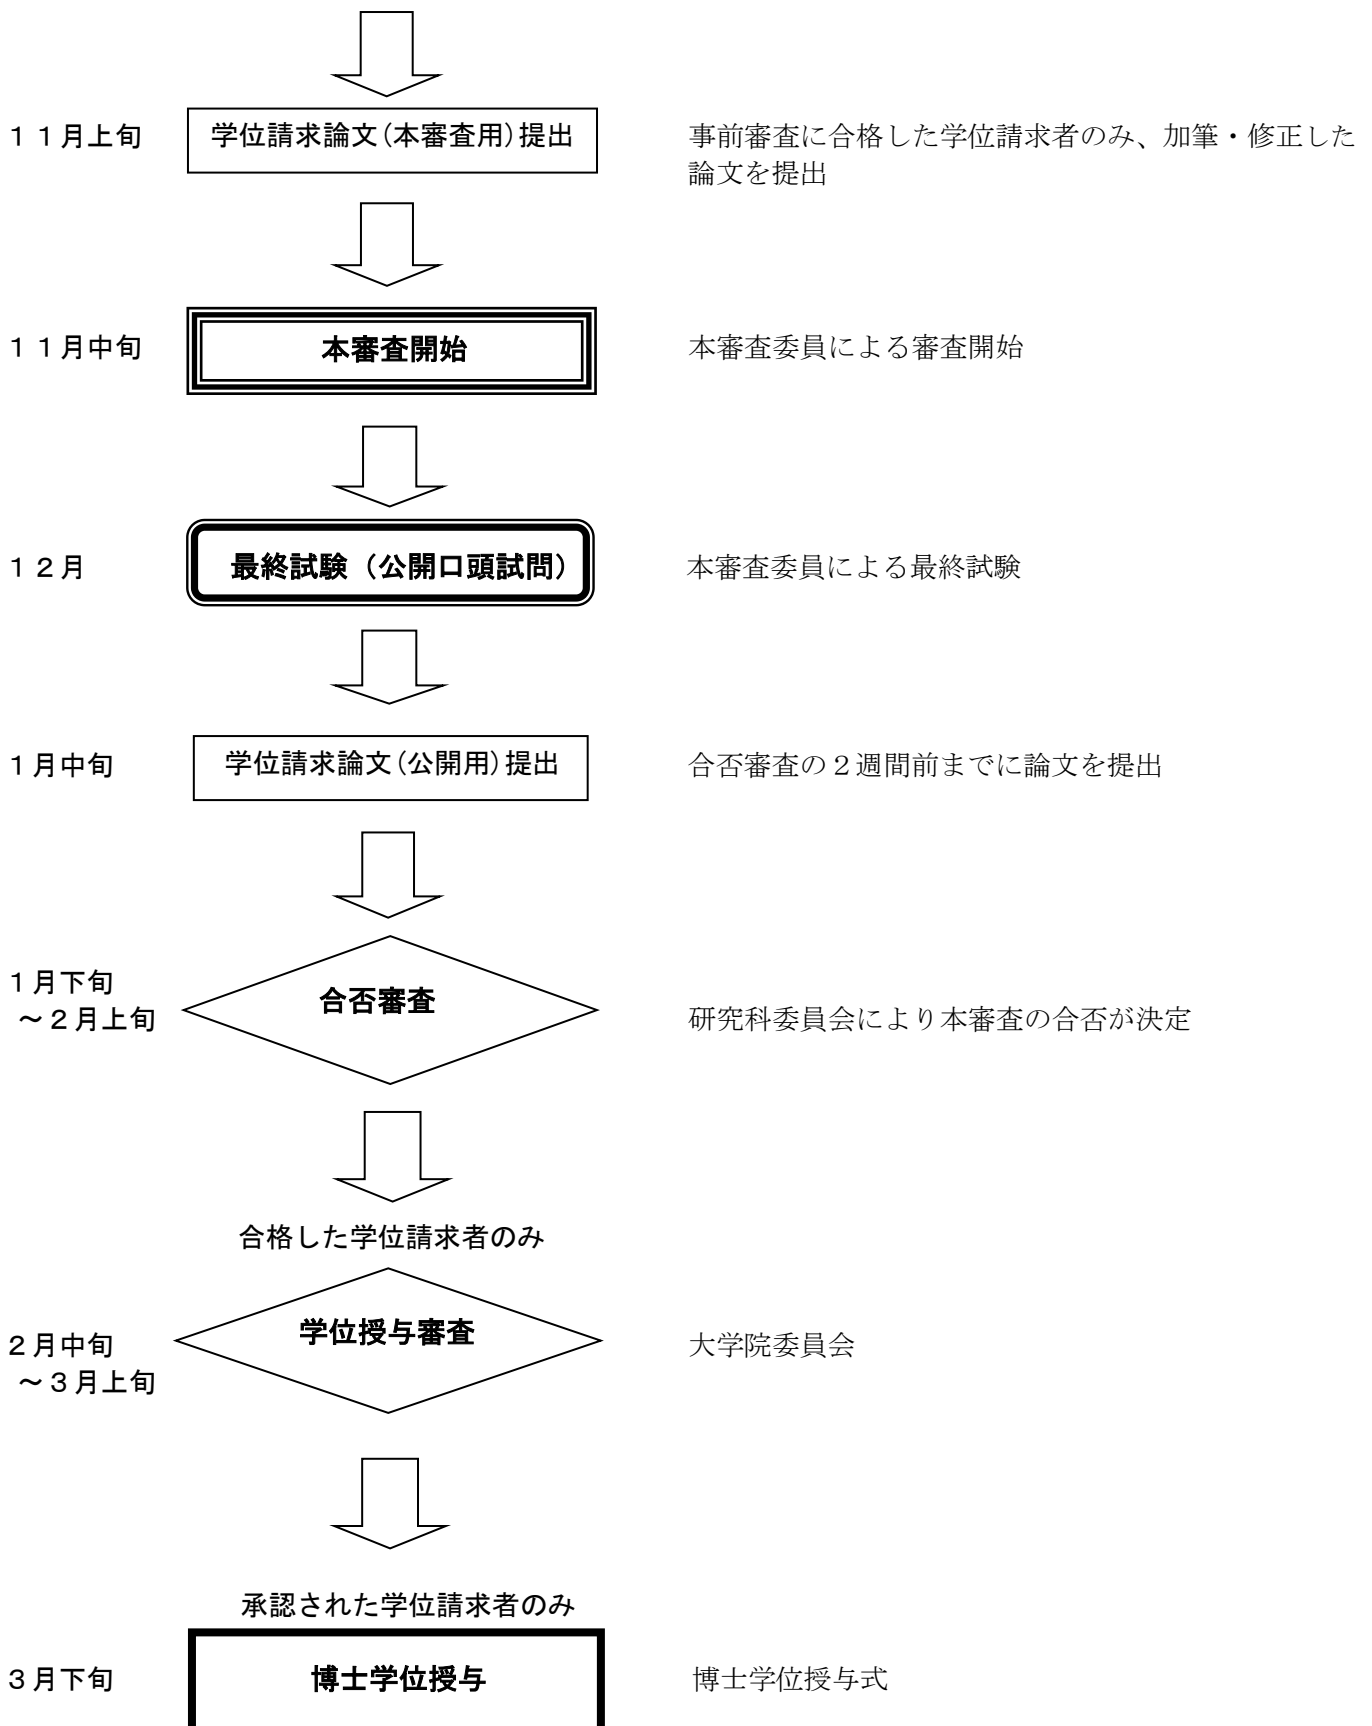 １１月上旬
学位請求論文（本審査用）提出
事前審査に合格した学位請求者のみ、加筆・修正した
論文を提出
１１月中旬
本審査開始
本審査委員による審査開始
１２月
最終試験（公開口頭試問）
本審査委員による最終試験
１月中旬
学位請求論文（公開用）提出
合否審査の２週間前までに論文を提出
１月下旬
～２月上旬
合否審査
研究科委員会により本審査の合否が決定
合格した学位請求者のみ
２月中旬
～３月上旬
学位授与審査
大学院委員会
承認された学位請求者のみ
３月下旬
博士学位授与
博士学位授与式